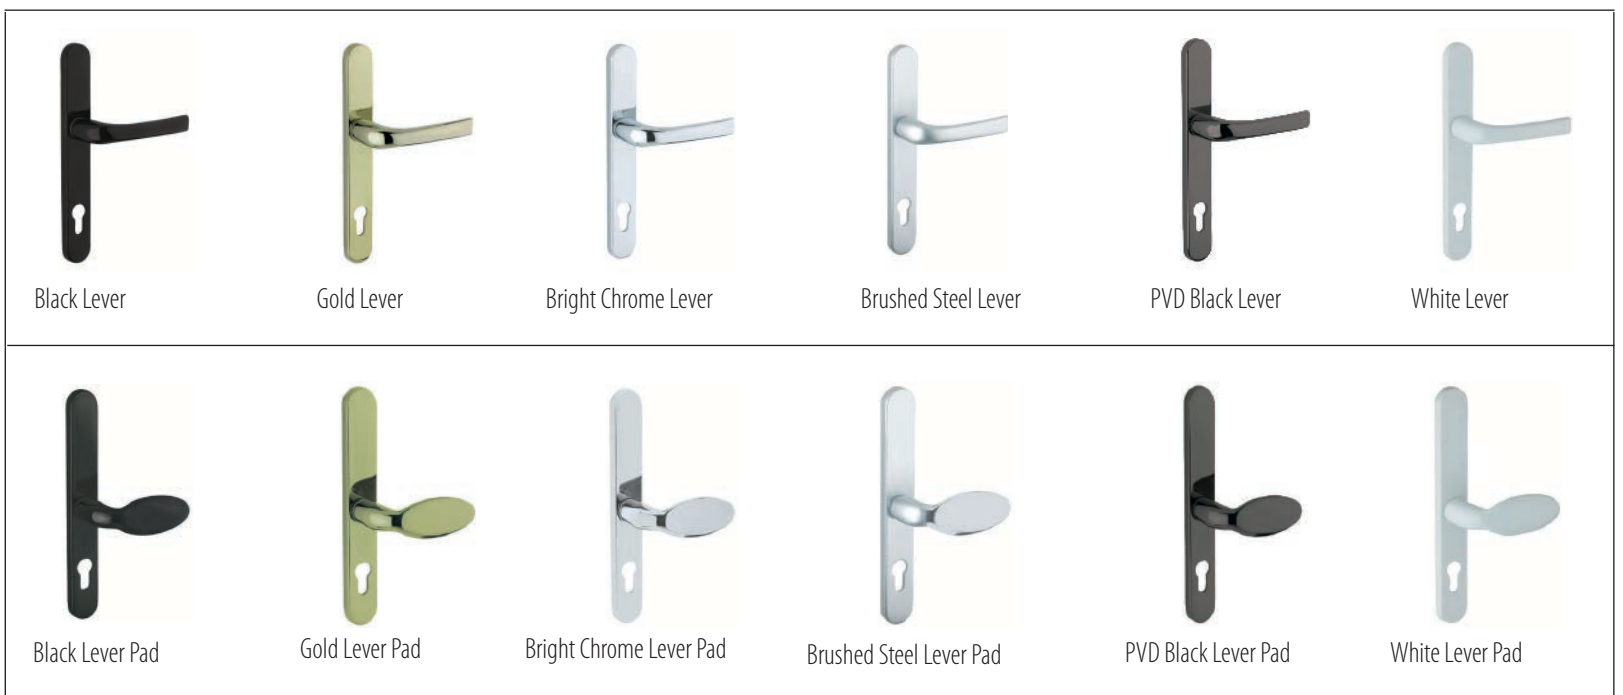 Black Lever
Gold Lever
Bright Chrome Lever
Brushed Steel Lever
PVD Black Lever
White Lever
Black Lever Pad
Gold Lever Pad
Bright Chrome Lever Pad
Brushed Steel Lever Pad
PVD Black Lever Pad
White Lever Pad